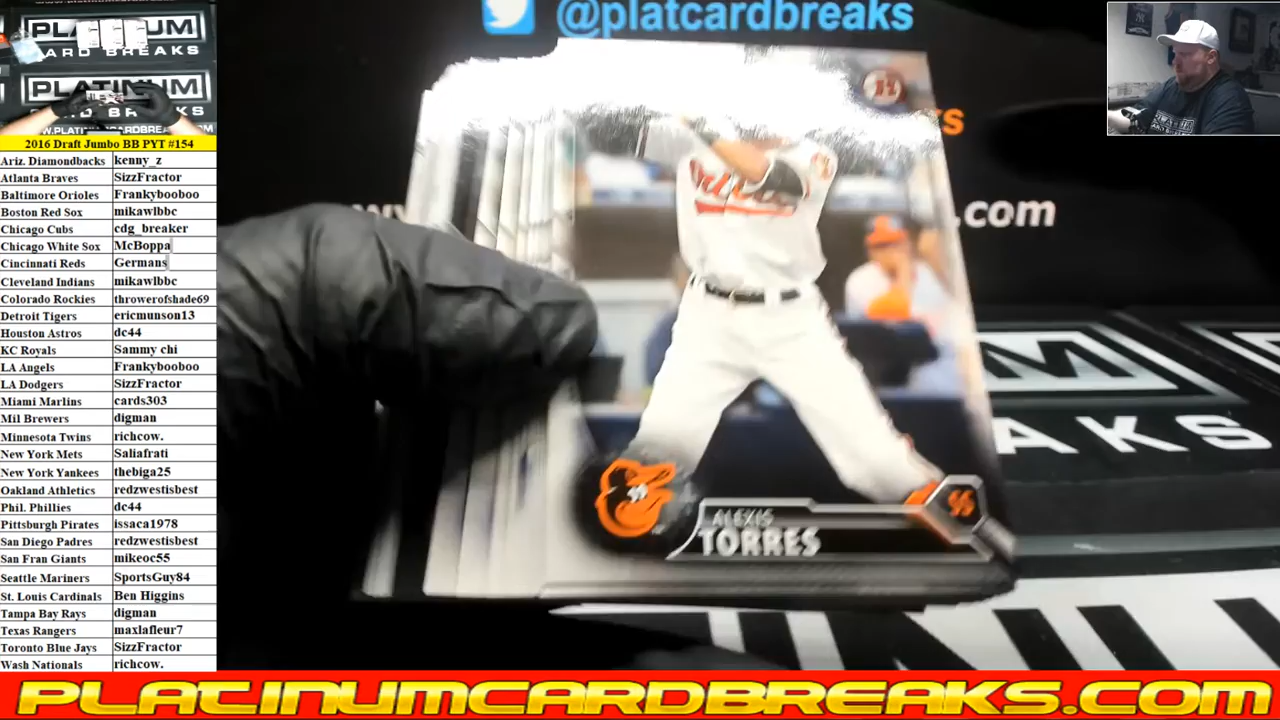 @platcardbreaks
PLATINUM
CARD BREAKS
PLATINUM
CARD BREAKS
WWW.PLATINUMCARDBREAKS.COM
2016 Draft Jumbo BB PYT #154
Ariz. Diamondbacks kenny_z
Atlanta Braves SizzFractor
Baltimore Orioles Frankybooboo
Boston Red Sox mikawlbbc
Chicago Cubs cdg_breaker
Chicago White Sox McBoppa
Cincinnati Reds Germans
Cleveland Indians mikawlbbc
Colorado Rockies throwerofshade69
Detroit Tigers ericmunson13
Houston Astros dc44
KC Royals Sammy chi
LA Angels Frankybooboo
LA Dodgers SizzFractor
Miami Marlins cards303
Mil Brewers digman
Minnesota Twins richcow.
New York Mets Saliafrati
New York Yankees thebiga25
Oakland Athletics redzwestisbest
Phil. Phillies dc44
Pittsburgh Pirates issaca1978
San Diego Padres redzwestisbest
San Fran Giants mikeoc55
Seattle Mariners SportsGuy84
St. Louis Cardinals Ben Higgins
Tampa Bay Rays digman
Texas Rangers maxlafleur7
Toronto Blue Jays SizzFractor
Wash Nationals richcow.
.com
AKS
SS
ALEXIS
TORRES
PLATINUMCARDBREAKS.COM